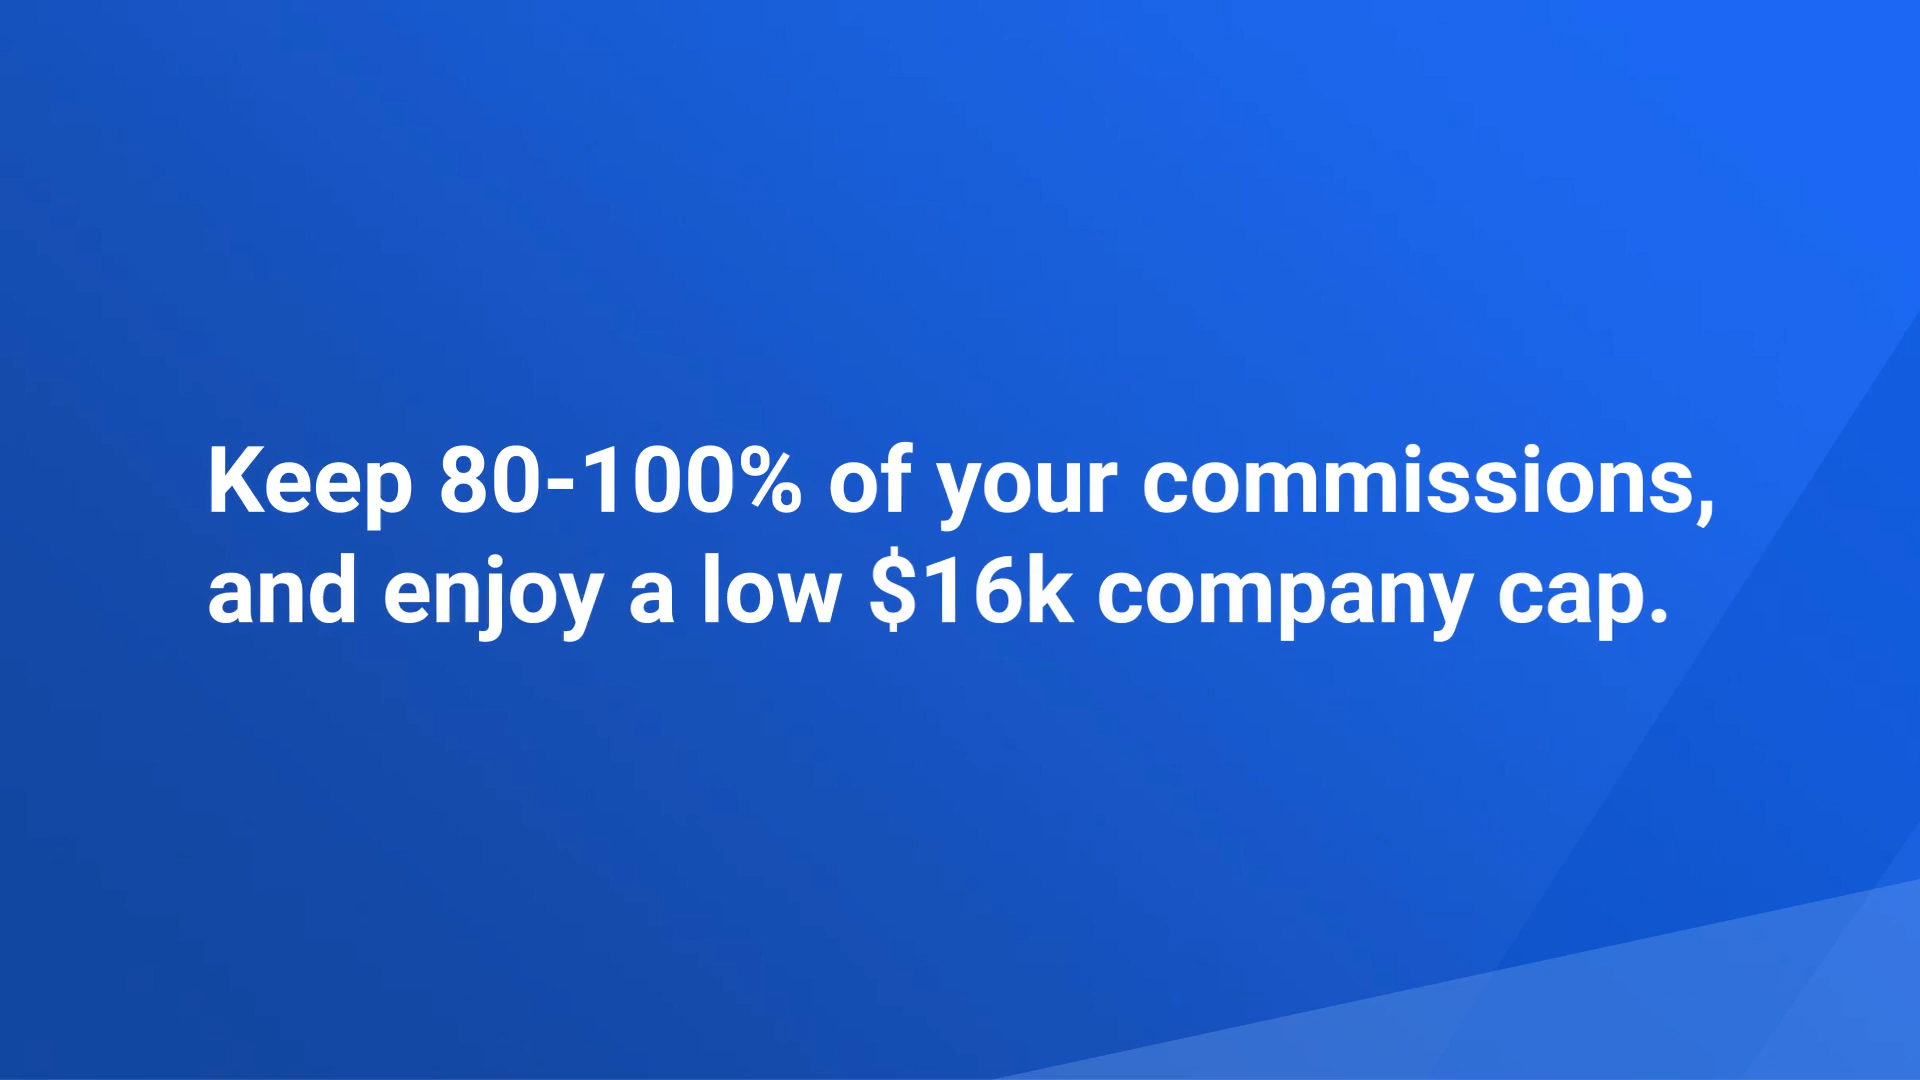 Keep 80-100% of your commissions,
and enjoy a low $16k company cap.